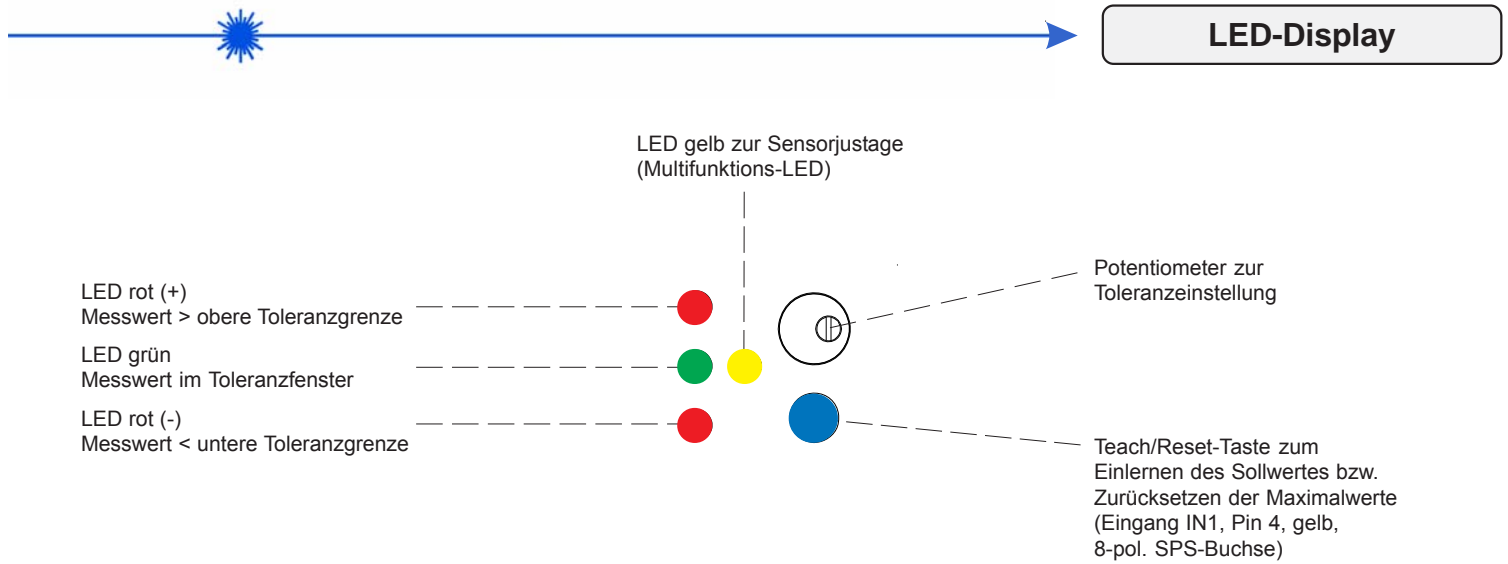 LED-Display
LED gelb zur Sensorjustage
(Multifunktions-LED)
LED rot (+)
Messwert > obere Toleranzgrenze
LED grün
Messwert im Toleranzfenster
LED rot (-)
Messwert < untere Toleranzgrenze
Potentiometer zur
Toleranzeinstellung
Teach/Reset-Taste zum
Einlernen des Sollwertes bzw.
Zurücksetzen der Maximalwerte
(Eingang IN1, Pin 4, gelb,
8-pol. SPS-Buchse)